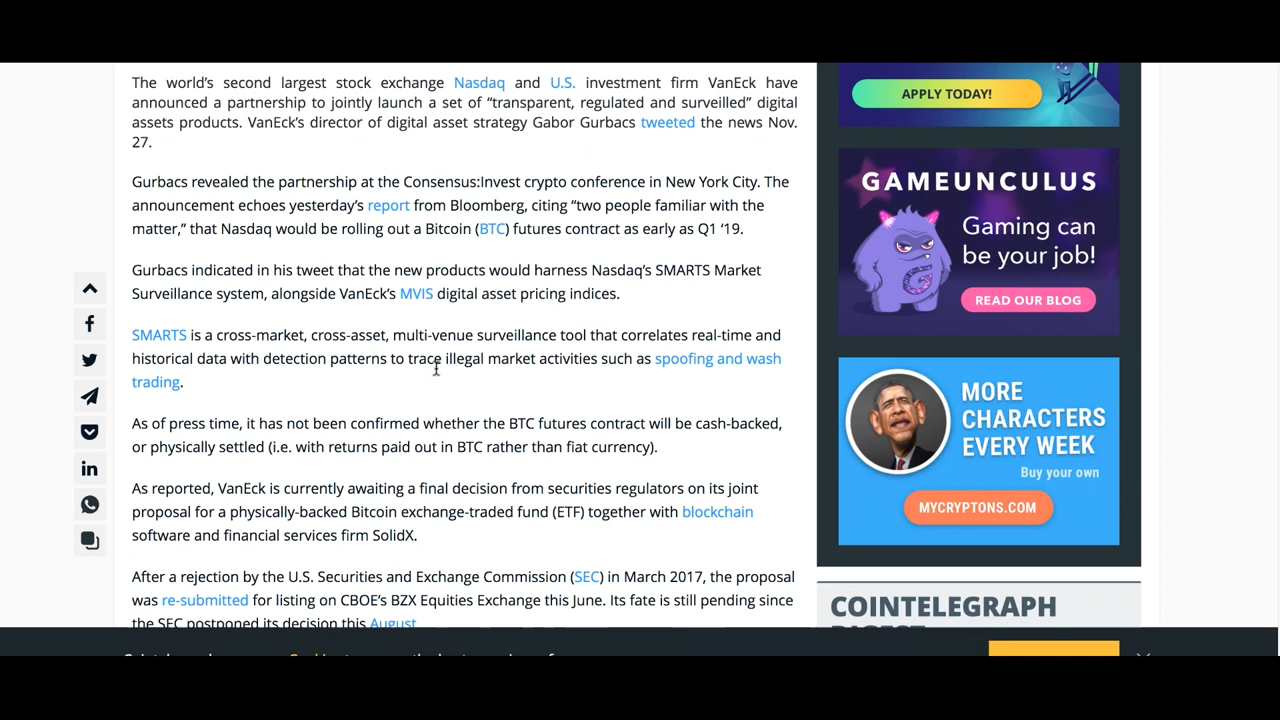 The world's second largest stock exchange Nasdaq and U.S. investment firm VanEck have
announced a partnership to jointly launch a set of “transparent, regulated and surveilled” digital
assets products. VanEck's director of digital asset strategy Gabor Gurbacs tweeted the news Nov.
27.
Gurbacs revealed the partnership at the Consensus:Invest crypto conference in New York City. The
announcement echoes yesterday's report from Bloomberg, citing “two people familiar with the
matter,” that Nasdaq would be rolling out a Bitcoin (BTC) futures contract as early as Q1 ‘19.
Gurbacs indicated in his tweet that the new products would harness Nasdaq's SMARTS Market
Surveillance system, alongside VanEck's MVIS digital asset pricing indices.
SMARTS is a cross-market, cross-asset, multi-venue surveillance tool that correlates real-time and
historical data with detection patterns to trace illegal market activities such as spoofing and wash
trading.
As of press time, it has not been confirmed whether the BTC futures contract will be cash-backed,
or physically settled (i.e. with returns paid out in BTC rather than fiat currency).
As reported, VanEck is currently awaiting a final decision from securities regulators on its joint
proposal for a physically-backed Bitcoin exchange-traded fund (ETF) together with blockchain
software and financial services firm SolidX.
After a rejection by the U.S. Securities and Exchange Commission (SEC) in March 2017, the proposal
was re-submitted for listing on CBOE's BZX Equities Exchange this June. Its fate is still pending since
the SEC postponed its decision this August
APPLY TODAY!
GAMEUNCULUS
Gaming can
be your job!
READ OUR BLOG
MORE
CHARACTERS
EVERY WEEK
Buy your own
MYCRYPTONS.COM
COINTELEGRAPH
DIGEST